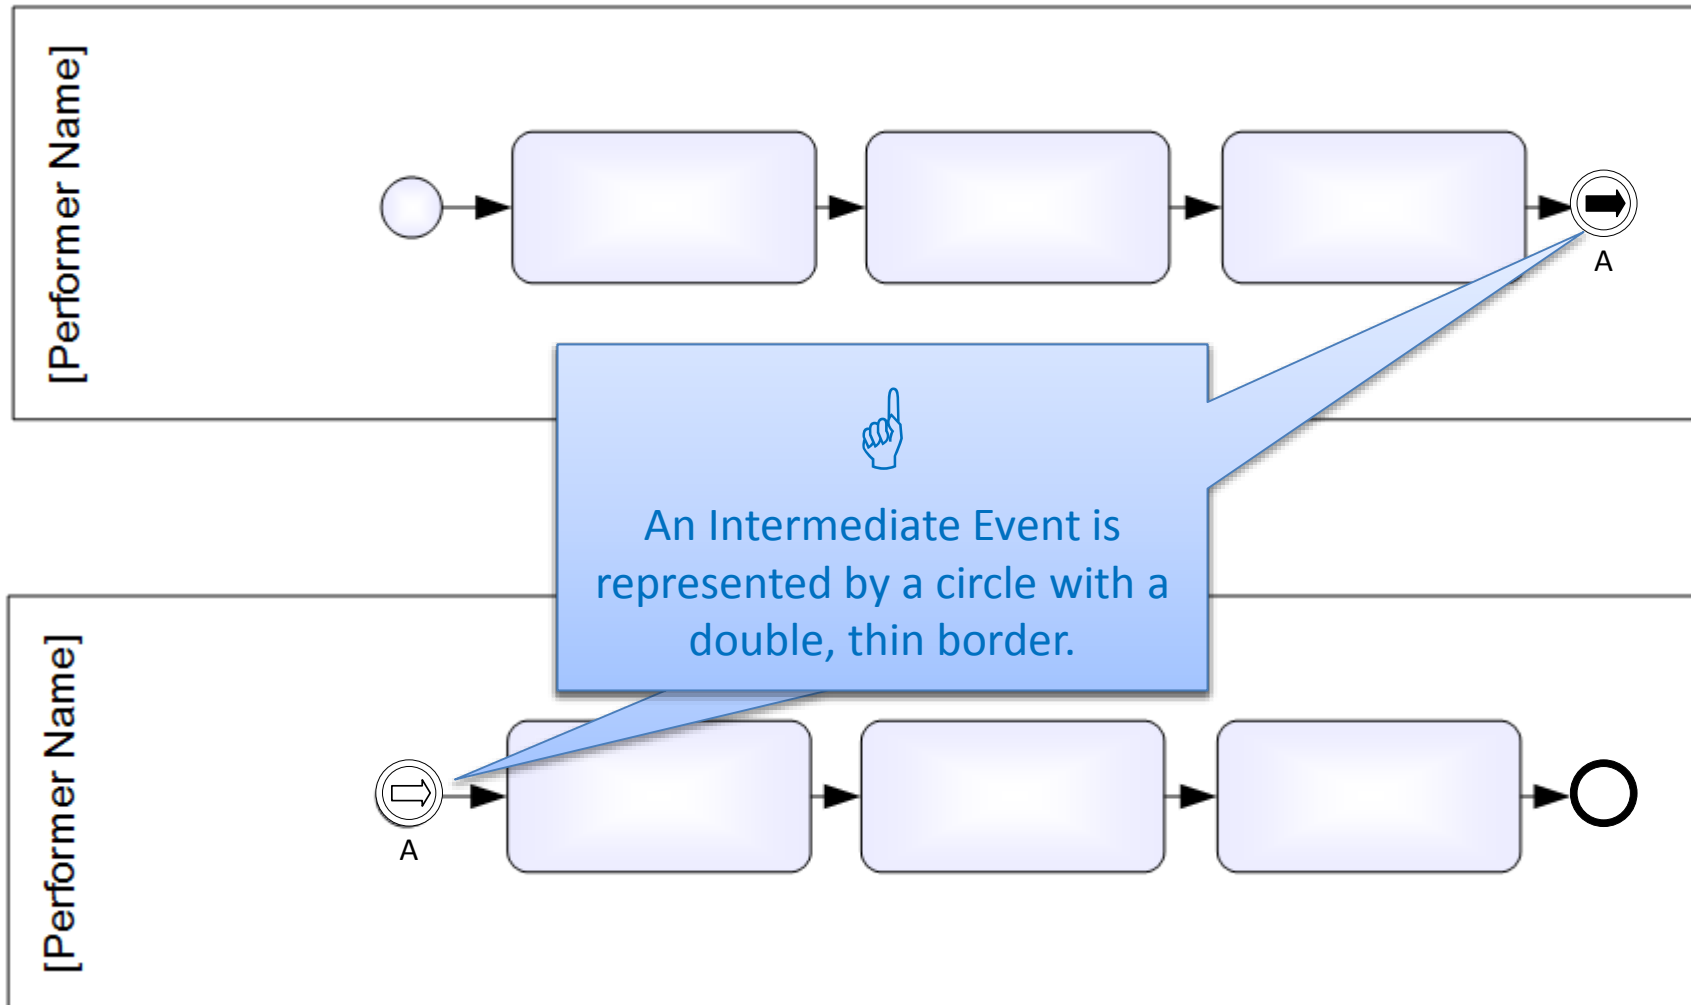 [Performer Name]
A
An Intermediate Event is
represented by a circle with a
double, thin border.
[Performer Name]
A